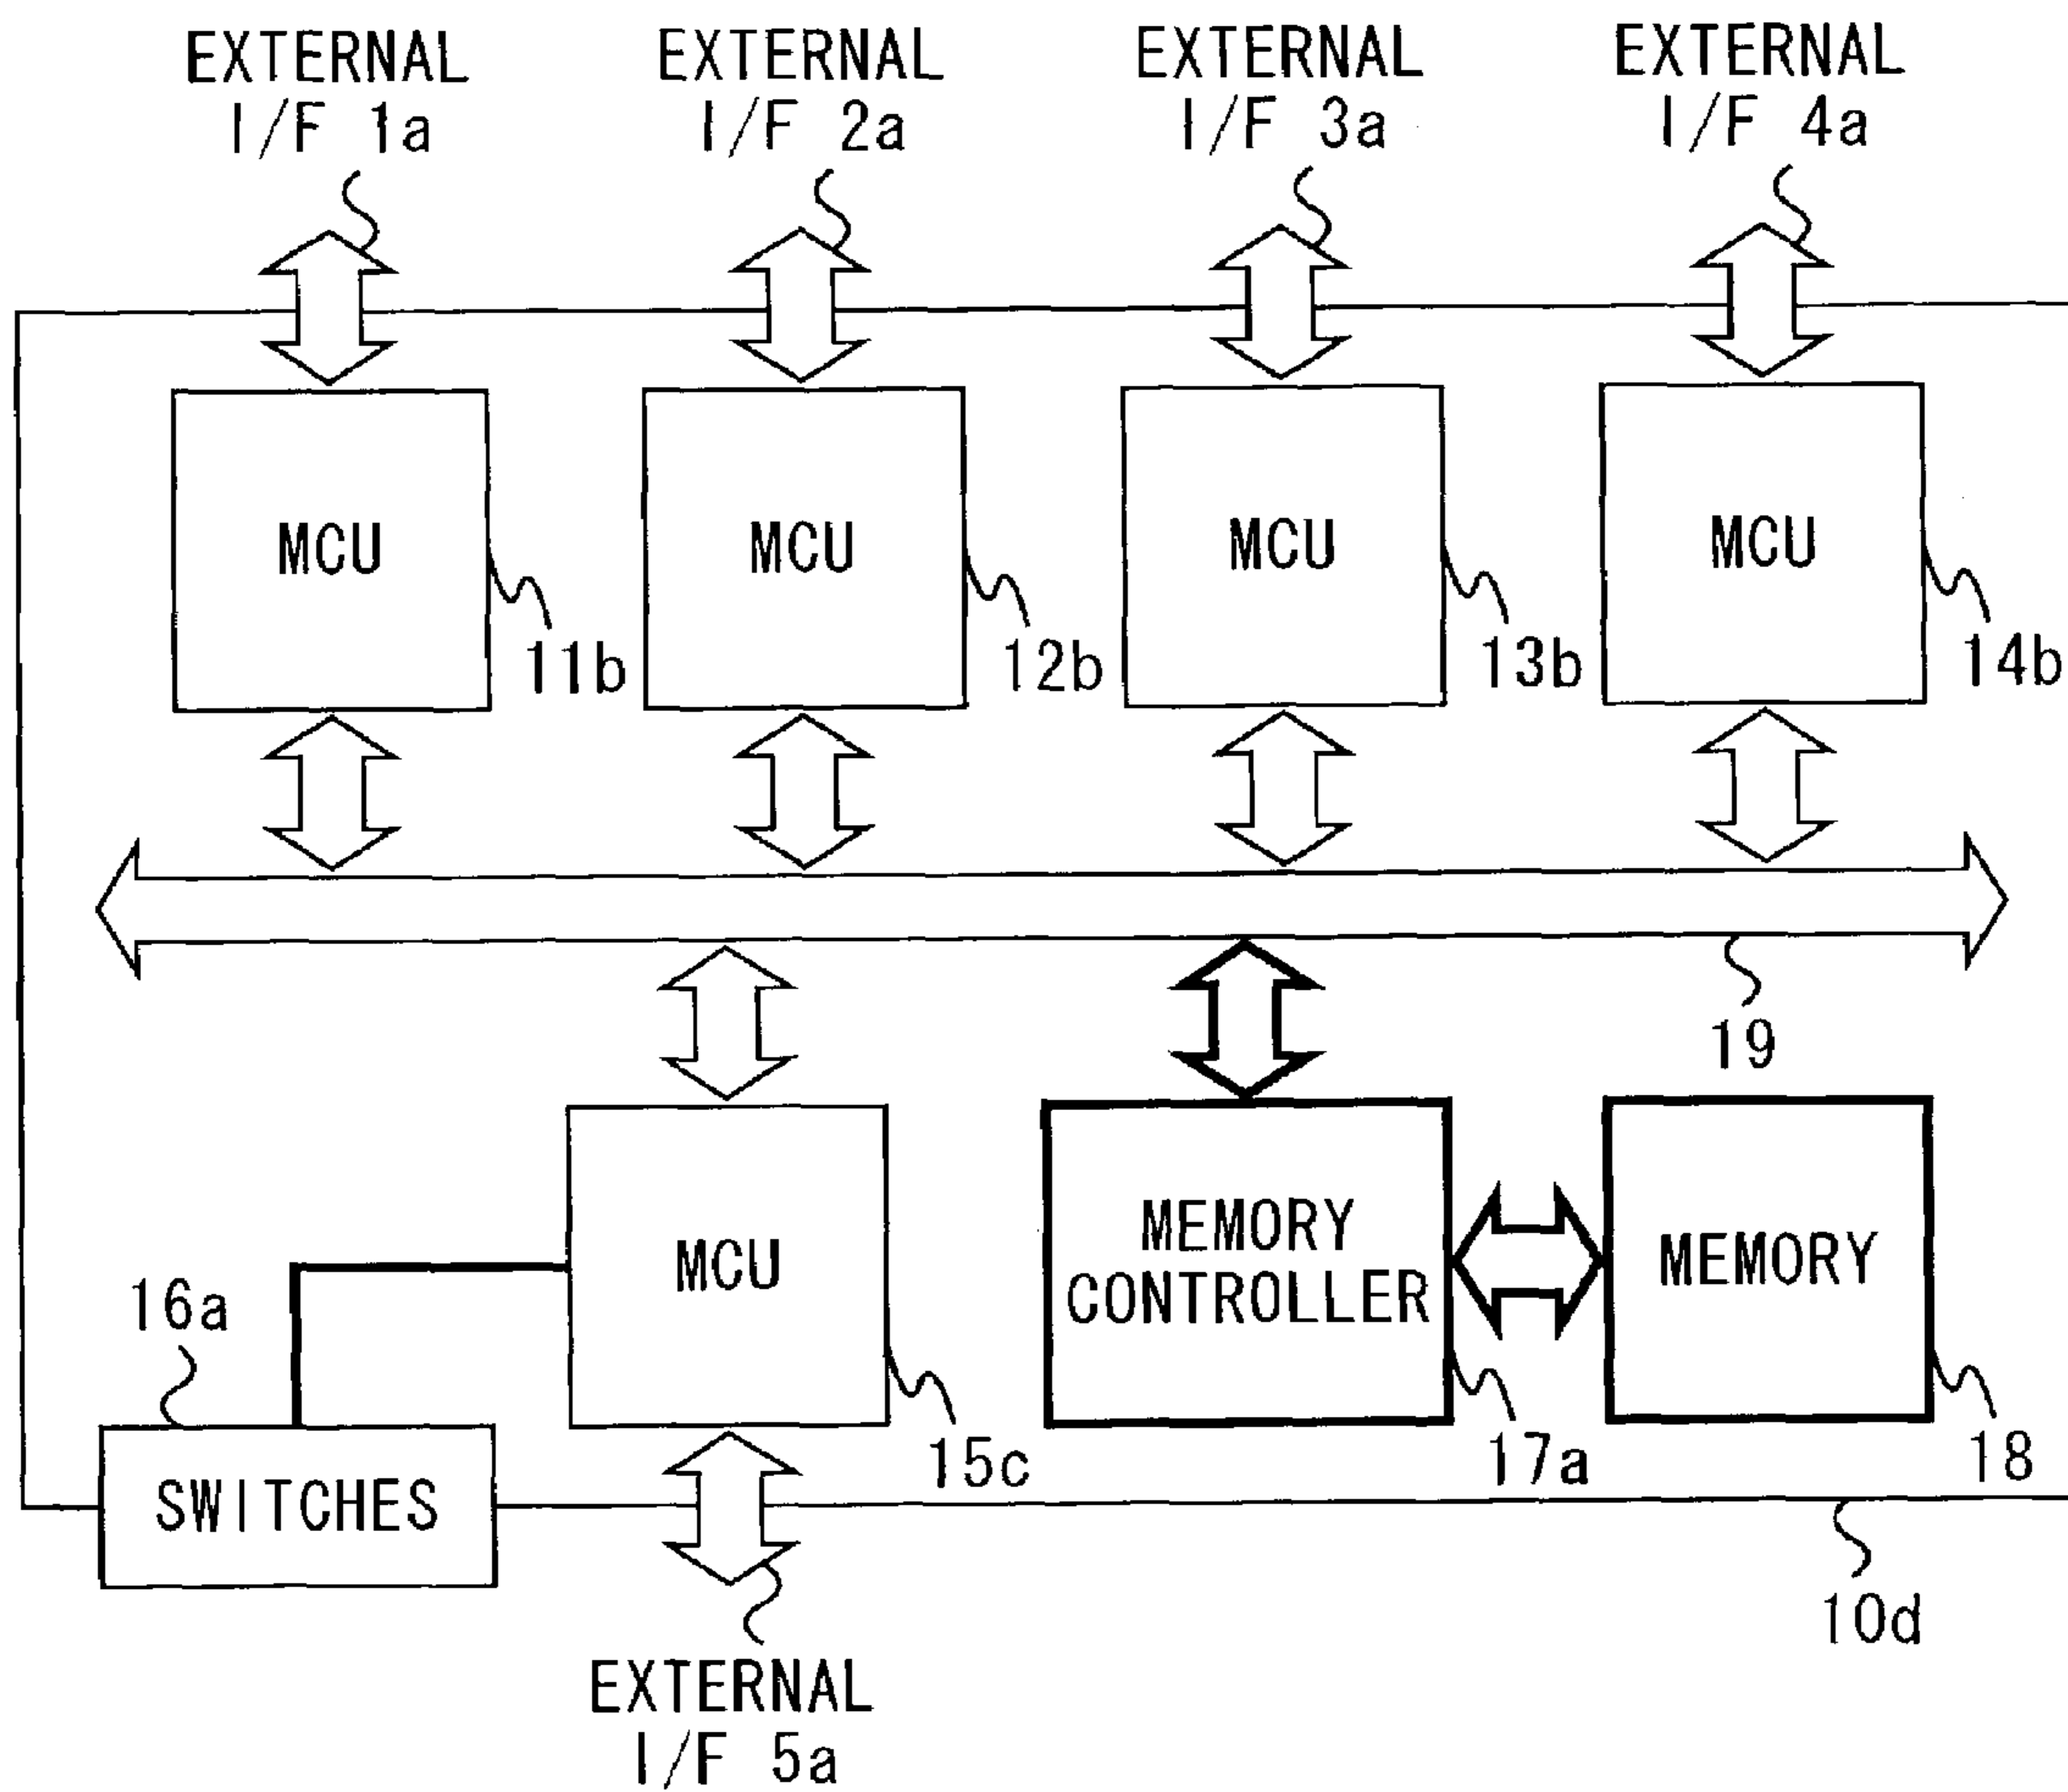 EXTERNAL
I/F 1a
EXTERNAL
I/F 2a
EXTERNAL
I/F 3a
EXTERNAL
I/F 4a
MCU
MCU
MCU
MCU
11b
12b
13b
14b
19
MCU
MEMORY
CONTROLLER
MEMORY
16a
15c
17a
18
SWITCHES
10d
EXTERNAL
I/F 5a